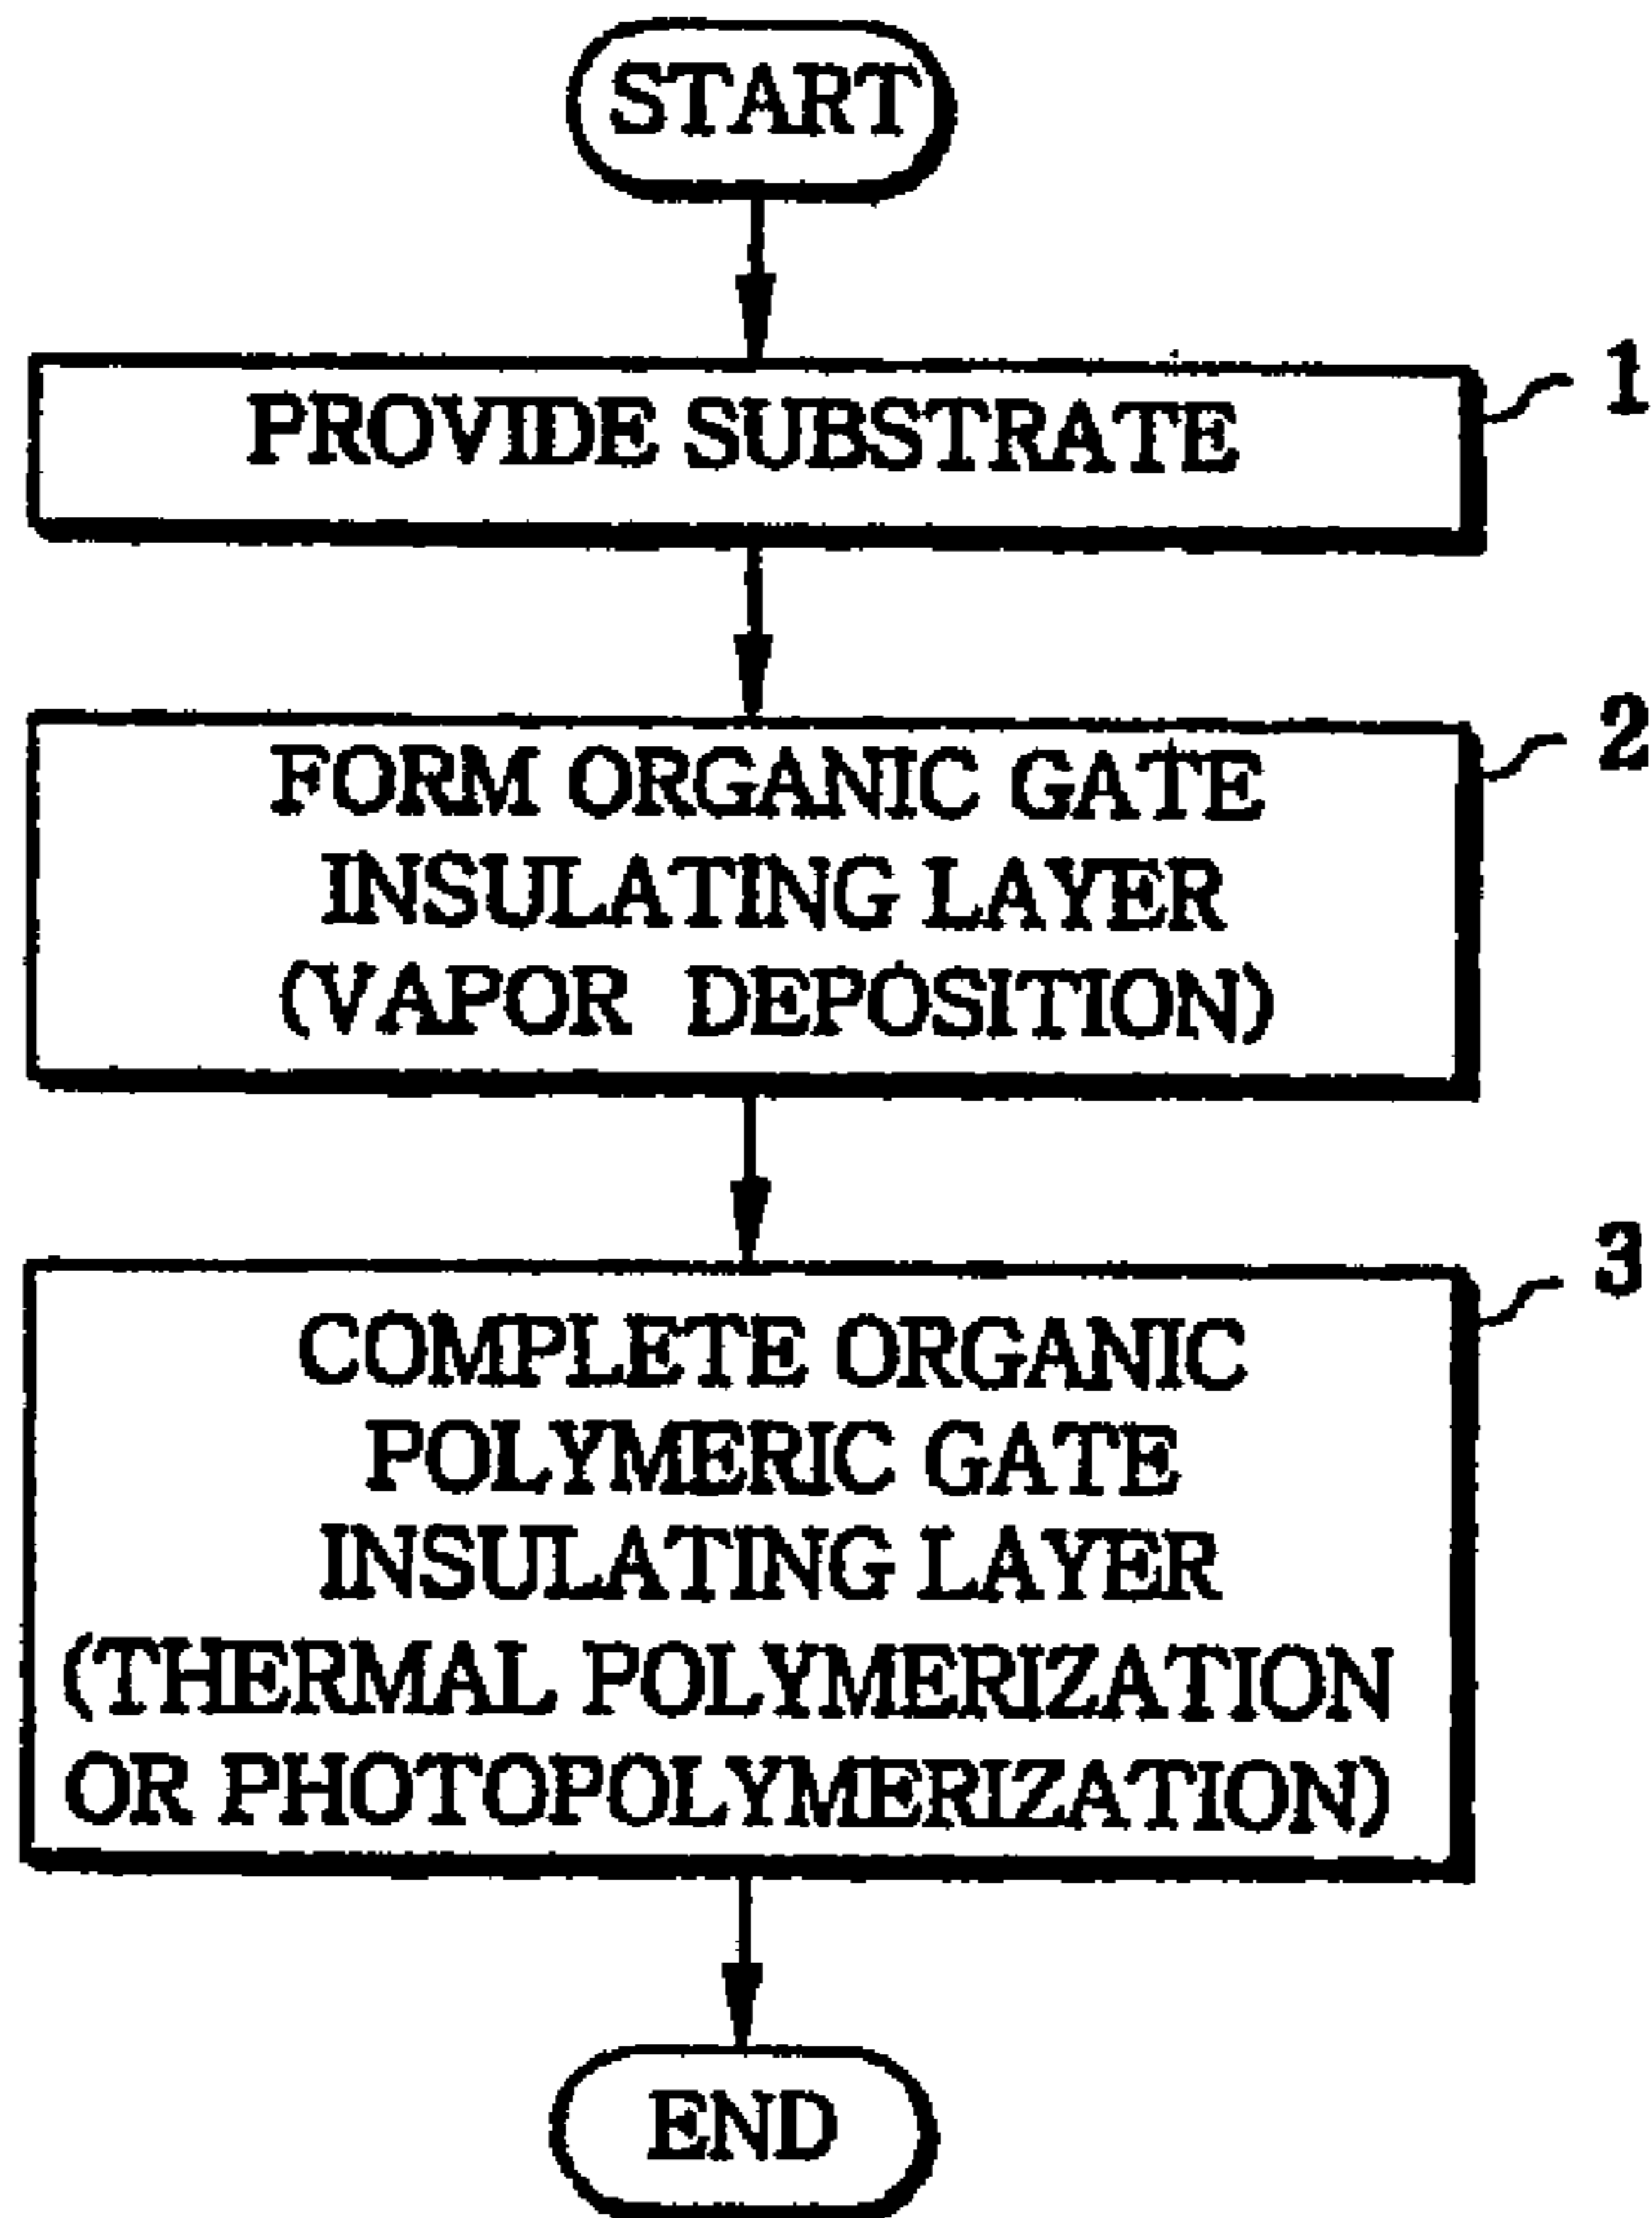 START
1
PROVIDE SUBSTRATE
2
FORM ORGANIC GATE
INSULATING LAYER
(VAPOR DEPOSITION)
3
COMPLETE ORGANIC
POLYMERIC GATE
INSULATING LAYER
(THERMAL POLYMERIZATION
OR PHOTOPOLYMERIZATION)
END